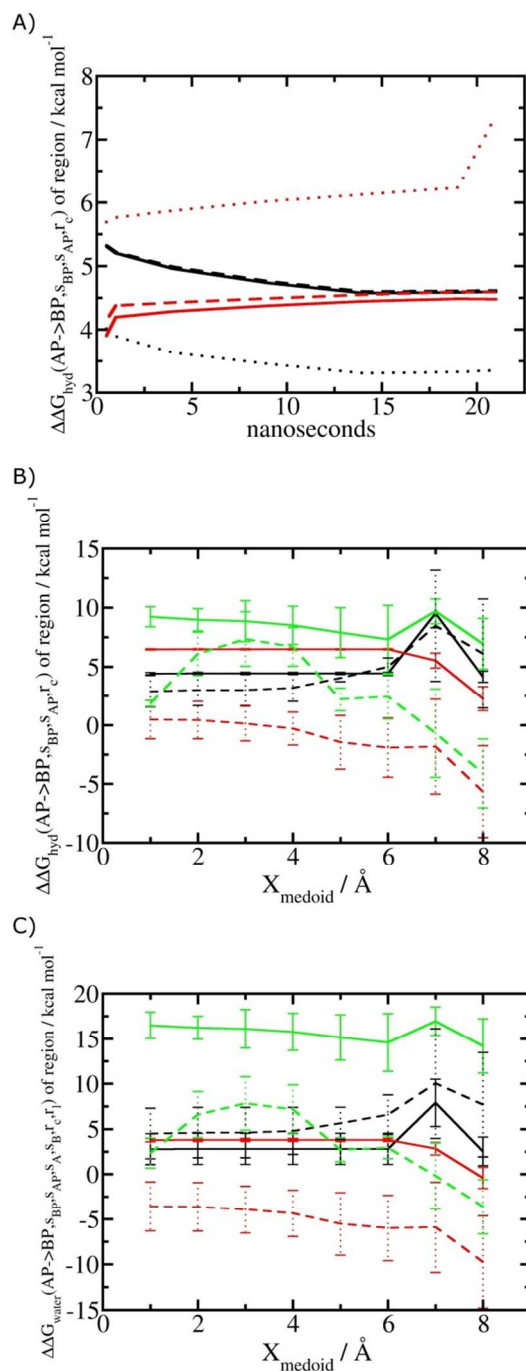 A)
ΔΔG_hyd(AP->BP,s_BP,s_AP,r_c) of region / kcal mol⁻¹
8
7
6
5
4
3
0 5 10 15 20
nanoseconds
B)
ΔΔG_hyd(AP->BP,s_BP,s_AP,r_c) of region / kcal mol⁻¹
15
10
5
0
-5
-10
0 2 4 6 8
X_medoid / Å
C)
ΔΔG_water(AP->BP,s_BP,s_AP,s_A,s_B,r_c,r_l) of region / kcal mol⁻¹
20
15
10
5
0
-5
-10
-15
0 2 4 6 8
X_medoid / Å